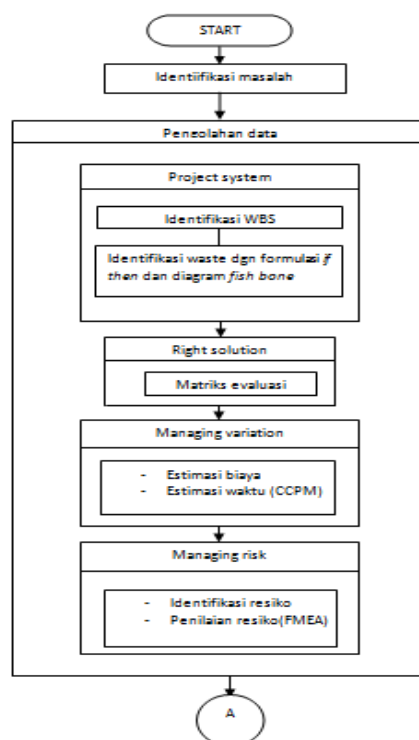 START
Identiifikasi masalah
Pengolahan data
Project system
Identifikasi WBS
Identifikasi waste dgn formulasi if
then dan diagram fish bone
Right solution
Matriks evaluasi
Managing variation
- Estimasi biaya
- Estimasi waktu (CCPM)
Managing risk
- Identifikasi resiko
- Penilaian resiko(FMEA)
A